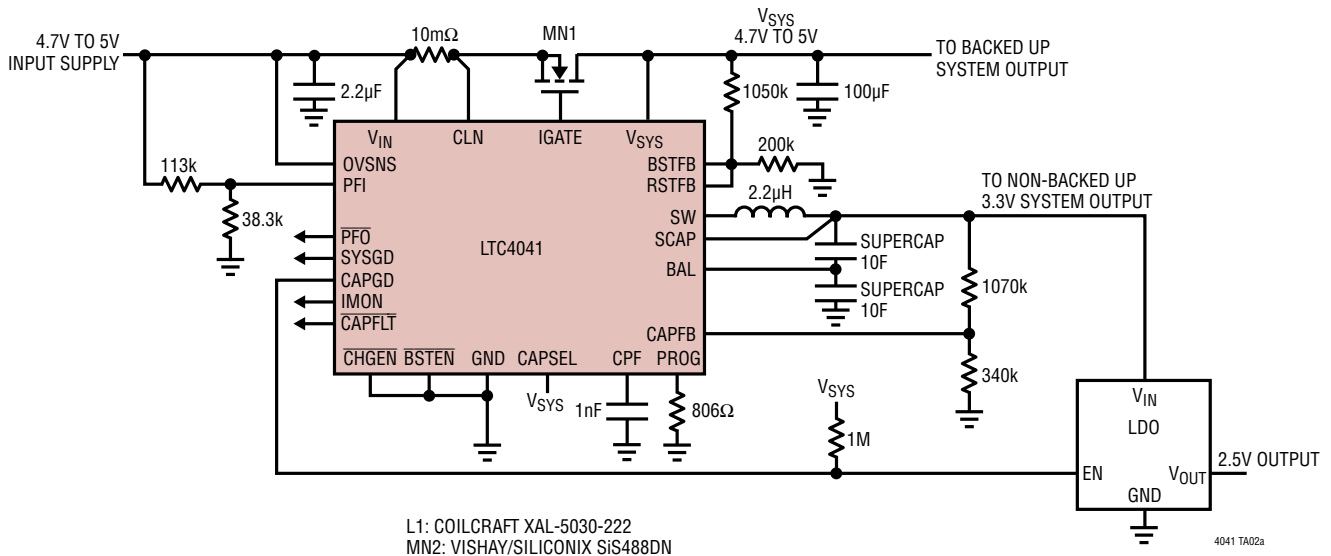 4.7V TO 5V
INPUT SUPPLY
10mΩ
MN1
VSYS
4.7V TO 5V
TO BACKED UP
SYSTEM OUTPUT
2.2µF
1050k
100µF
VIN
CLN
IGATE
VSYS
OVSNS
PFI
113k
38.3k
BSTFB
RSTFB
200k
2.2µH
TO NON-BACKED UP
3.3V SYSTEM OUTPUT
SW
SCAP
SUPERCAP
10F
BAL
SUPERCAP
10F
PFO
SYSGD
CAPGD
IMON
CAPFLT
LTC4041
1070k
CAPFB
340k
CHGEN
BSTEN
GND
CAPSEL
CPF
PROG
VSYS
1nF
806Ω
VSYS
1M
VIN
LDO
EN
VOUT
GND
2.5V OUTPUT
L1: COILCRAFT XAL-5030-222
MN2: VISHAY/SILICONIX SiS488DN
4041 TA02a